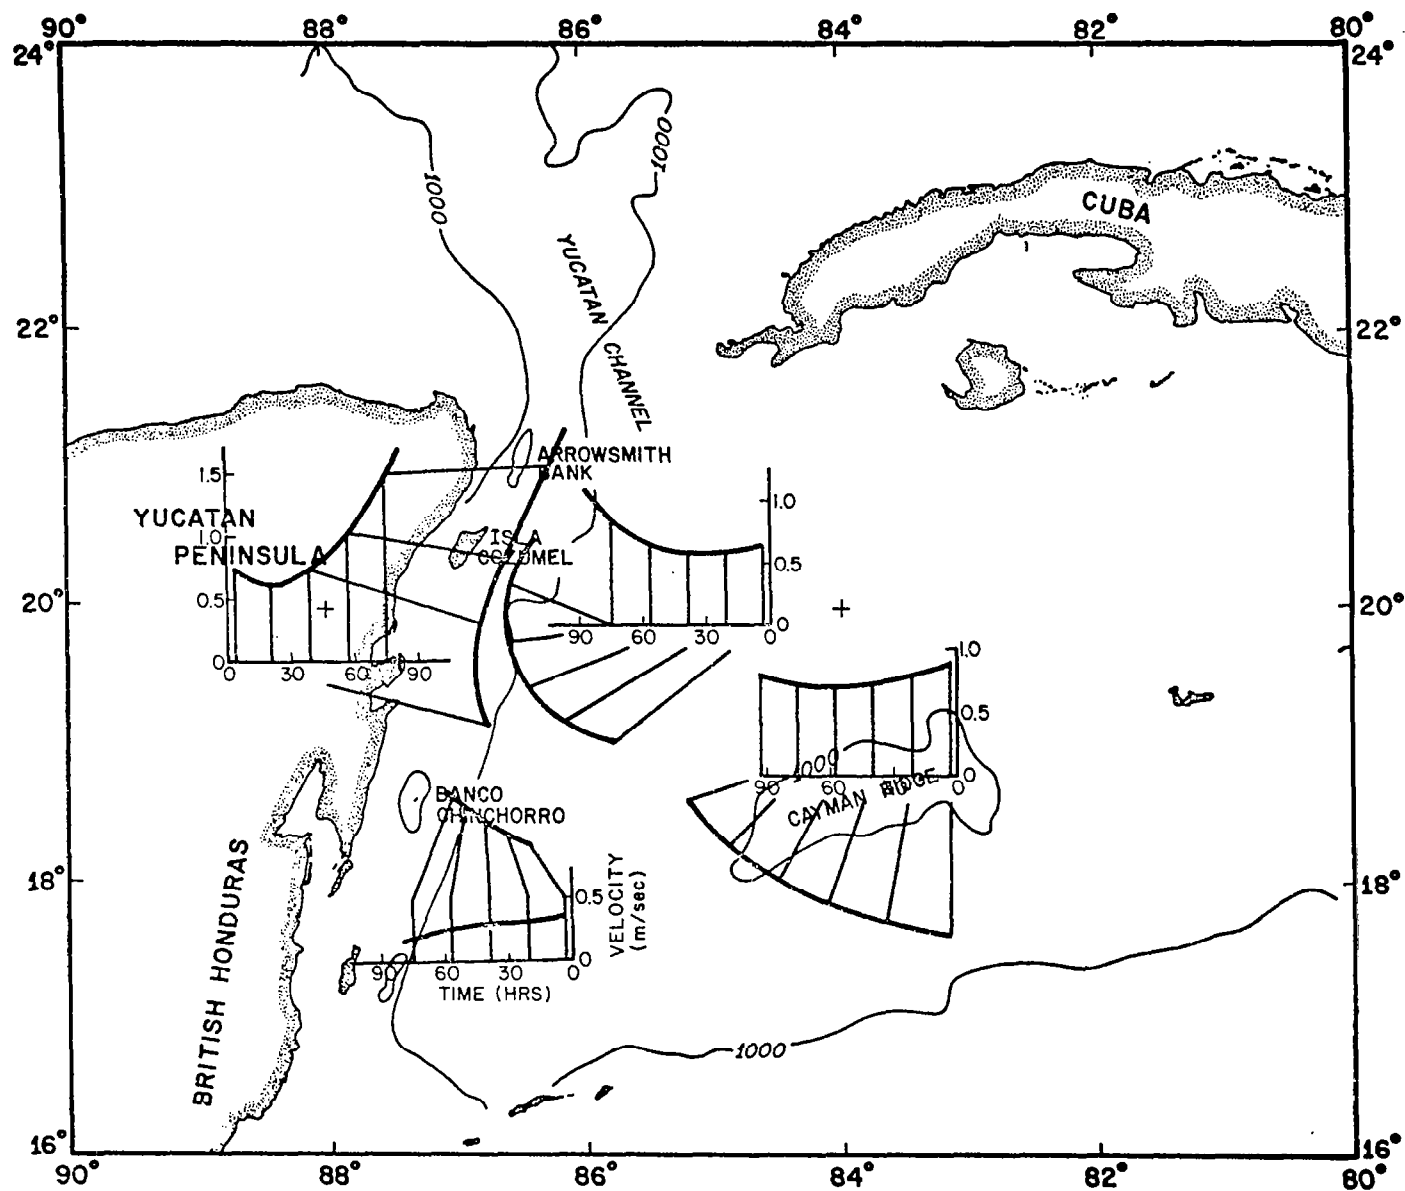 90° 88° 86° 84° 82° 80°
24° 24°
1000
1000
CUBA
YUCATAN
CHANNEL
22° 22°
ARROWSMITH
BANK
1.5
1.0
YUCATAN
1.0
PENINSULA
ISLA
COZUMEL
0.5
0.5
20° 20°
0
90 60 30 0
0
0 30 60 90
1.0
0.5
1000
0
90 60 30 0
CAYMAN RIDGE
BANCO
CHINCHORRO
18° 18°
BRITISH HONDURAS
0.5
VELOCITY
(m/sec)
0
90 60 30 0
TIME (HRS)
1000
16° 16°
90° 88° 86° 84° 82° 80°